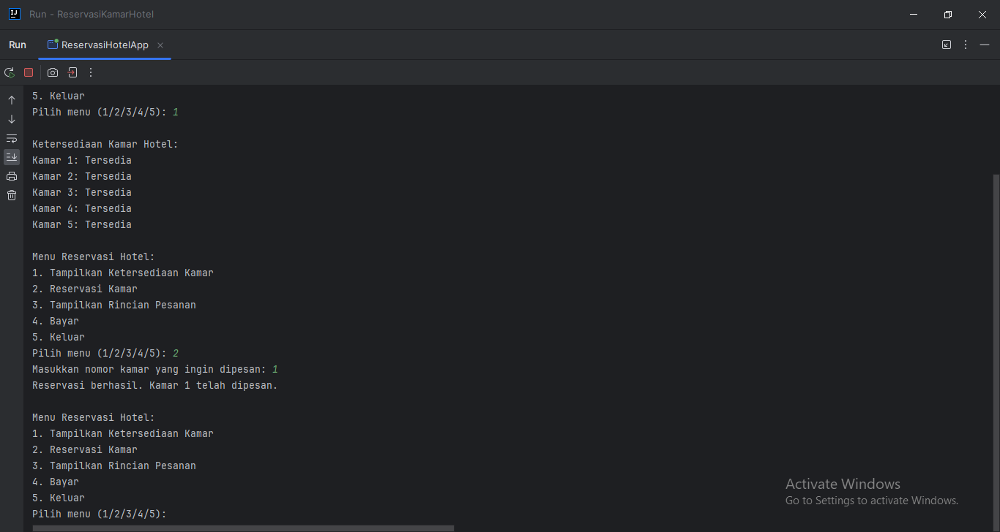 Run - ReservasiKamarHotel
Run
ReservasiHotelApp
5. Keluar
Pilih menu (1/2/3/4/5): 1
Ketersediaan Kamar Hotel:
Kamar 1: Tersedia
Kamar 2: Tersedia
Kamar 3: Tersedia
Kamar 4: Tersedia
Kamar 5: Tersedia
Menu Reservasi Hotel:
1. Tampilkan Ketersediaan Kamar
2. Reservasi Kamar
3. Tampilkan Rincian Pesanan
4. Bayar
5. Keluar
Pilih menu (1/2/3/4/5): 2
Masukkan nomor kamar yang ingin dipesan: 1
Reservasi berhasil. Kamar 1 telah dipesan.
Menu Reservasi Hotel:
1. Tampilkan Ketersediaan Kamar
2. Reservasi Kamar
3. Tampilkan Rincian Pesanan
4. Bayar
5. Keluar
Pilih menu (1/2/3/4/5):
Activate Windows
Go to Settings to activate Windows.